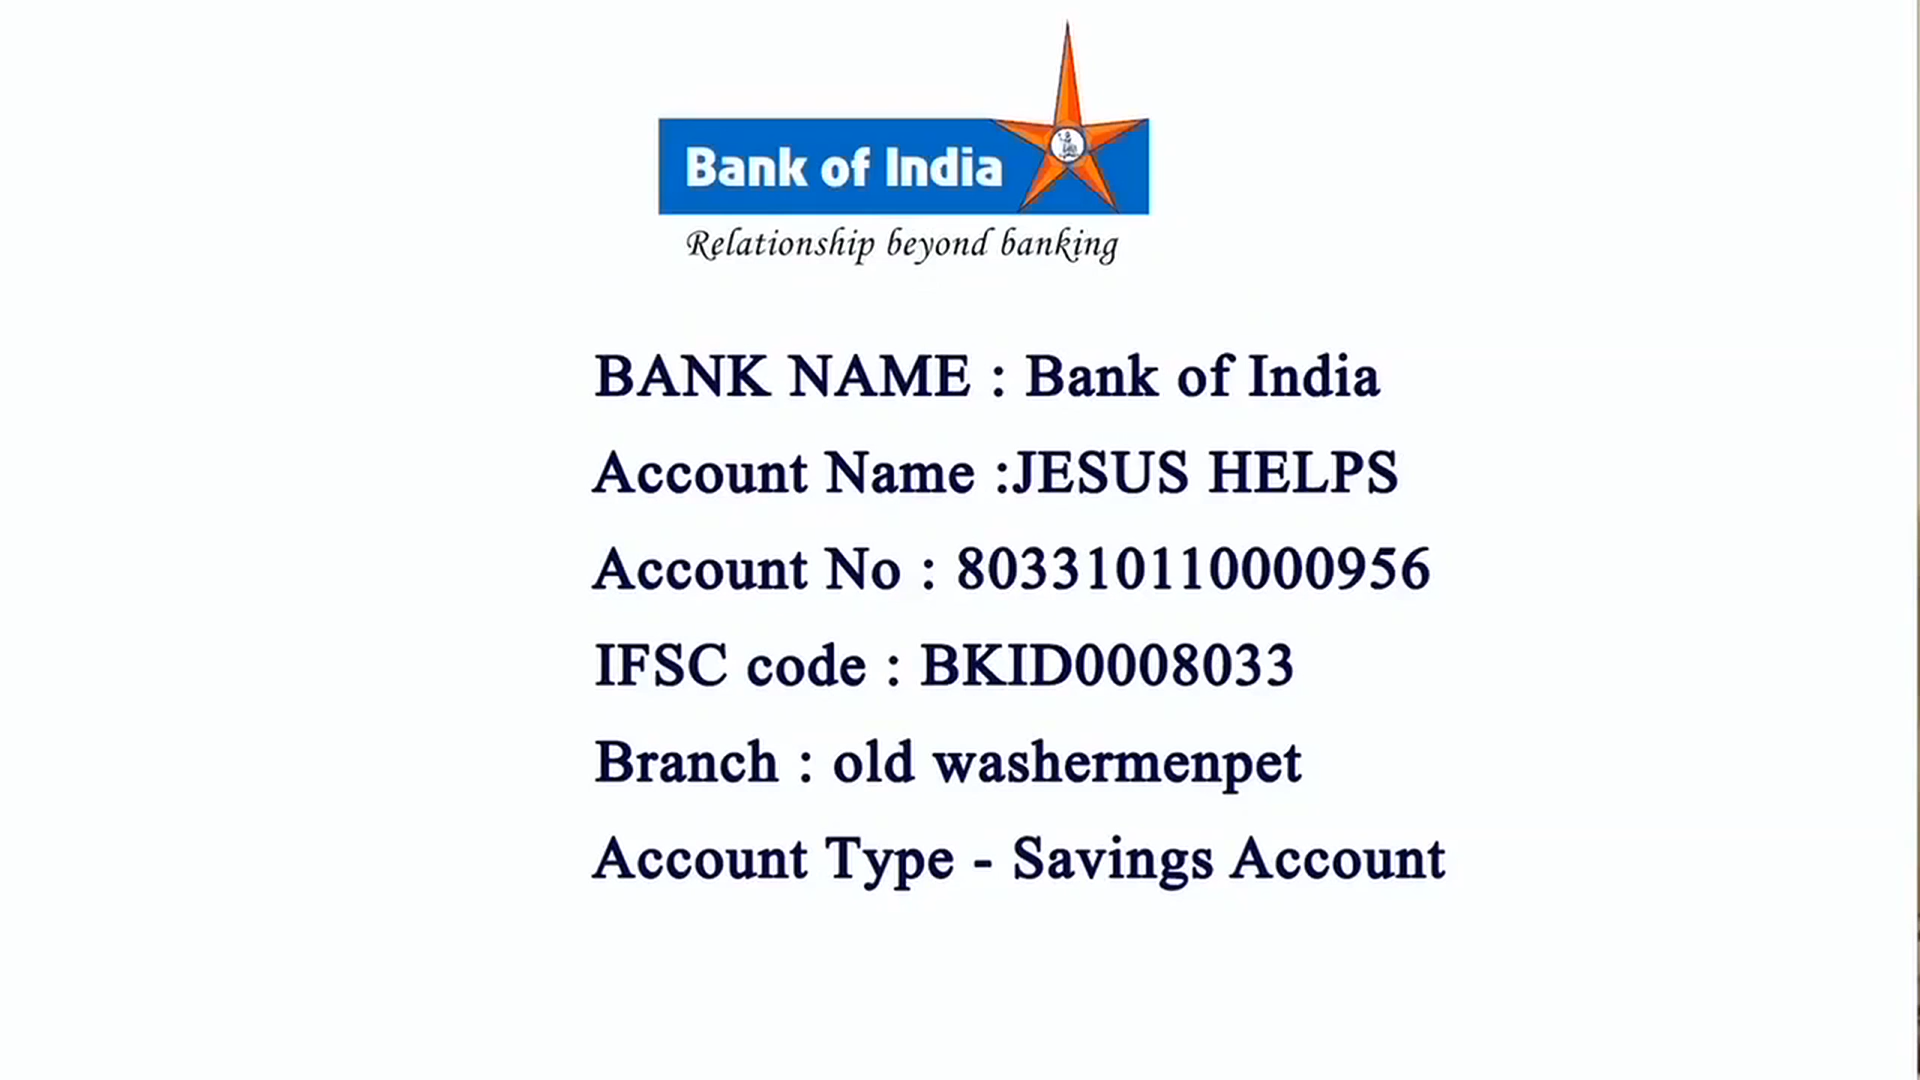 Bank of India
Relationship beyond banking
BANK NAME : Bank of India
Account Name :JESUS HELPS
Account No : 803310110000956
IFSC code : BKID0008033
Branch : old washermenpet
Account Type - Savings Account